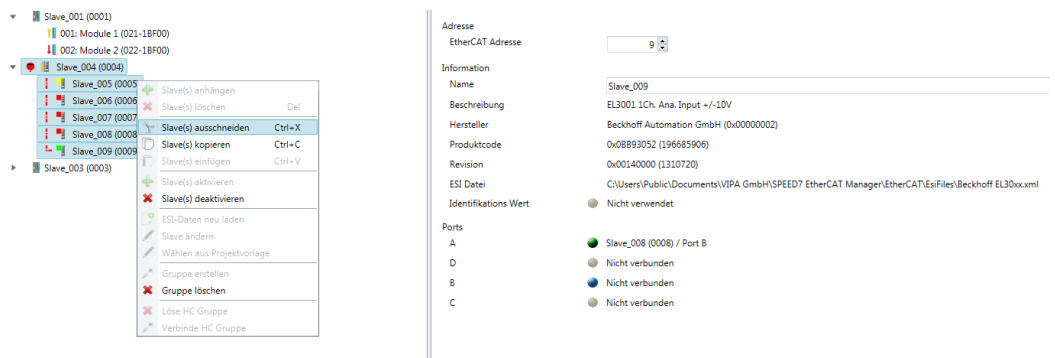 Slave_001 (0001)
001: Module 1 (021-1BF00)
002: Module 2 (022-1BF00)
Slave_004 (0004)
Slave_005 (0005
Slave_006 (0006
Slave_007 (0007
Slave_008 (0008
Slave_009 (0009
Slave_003 (0003)
Slave(s) anhängen
Slave(s) löschen Del
Slave(s) ausschneiden Ctrl+X
Slave(s) kopieren Ctrl+C
Slave(s) einfügen Ctrl+V
Slave(s) aktivieren
Slave(s) deaktivieren
ESI-Daten neu laden
Slave ändern
Wählen aus Projektvorlage
Gruppe erstellen
Gruppe löschen
Löse HC Gruppe
Verbinde HC Gruppe
Adresse
EtherCAT Adresse 9
Information
Name Slave_009
Beschreibung EL3001 1Ch. Ana. Input +/-10V
Hersteller Beckhoff Automation GmbH (0x00000002)
Produktcode 0x0BB93052 (196685906)
Revision 0x00140000 (1310720)
ESI Datei C:\Users\Public\Documents\VIPA GmbH\SPEED7 EtherCAT Manager\EtherCAT\EsiFiles\Beckhoff EL30xx.xml
Identifikations Wert Nicht verwendet
Ports
A Slave_008 (0008) / Port B
D Nicht verbunden
B Nicht verbunden
C Nicht verbunden